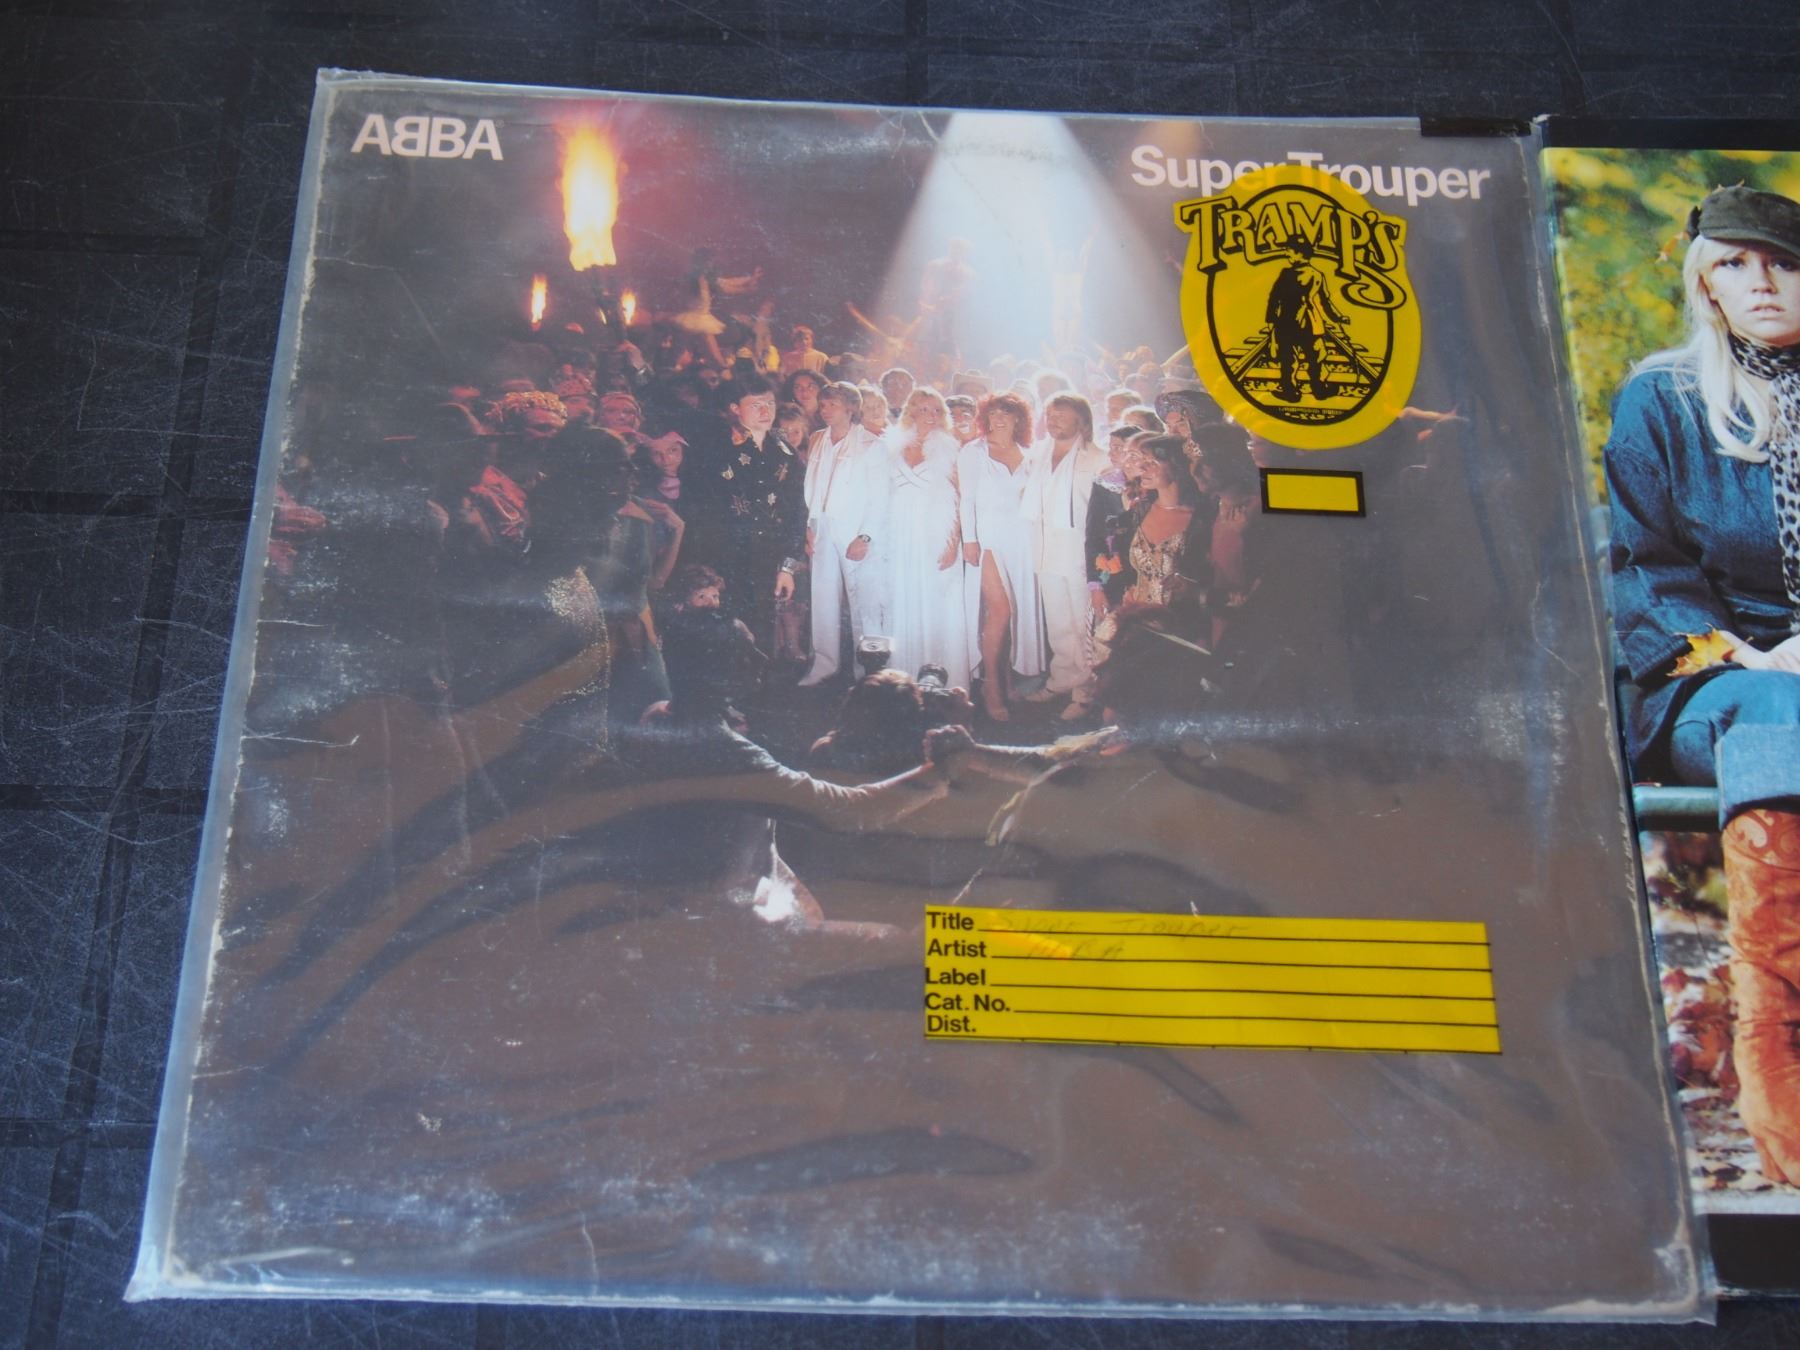 ABBA
Super Trouper
TRAMP'S
Title Super Trouper
Artist ABBA
Label
Cat. No.
Dist.